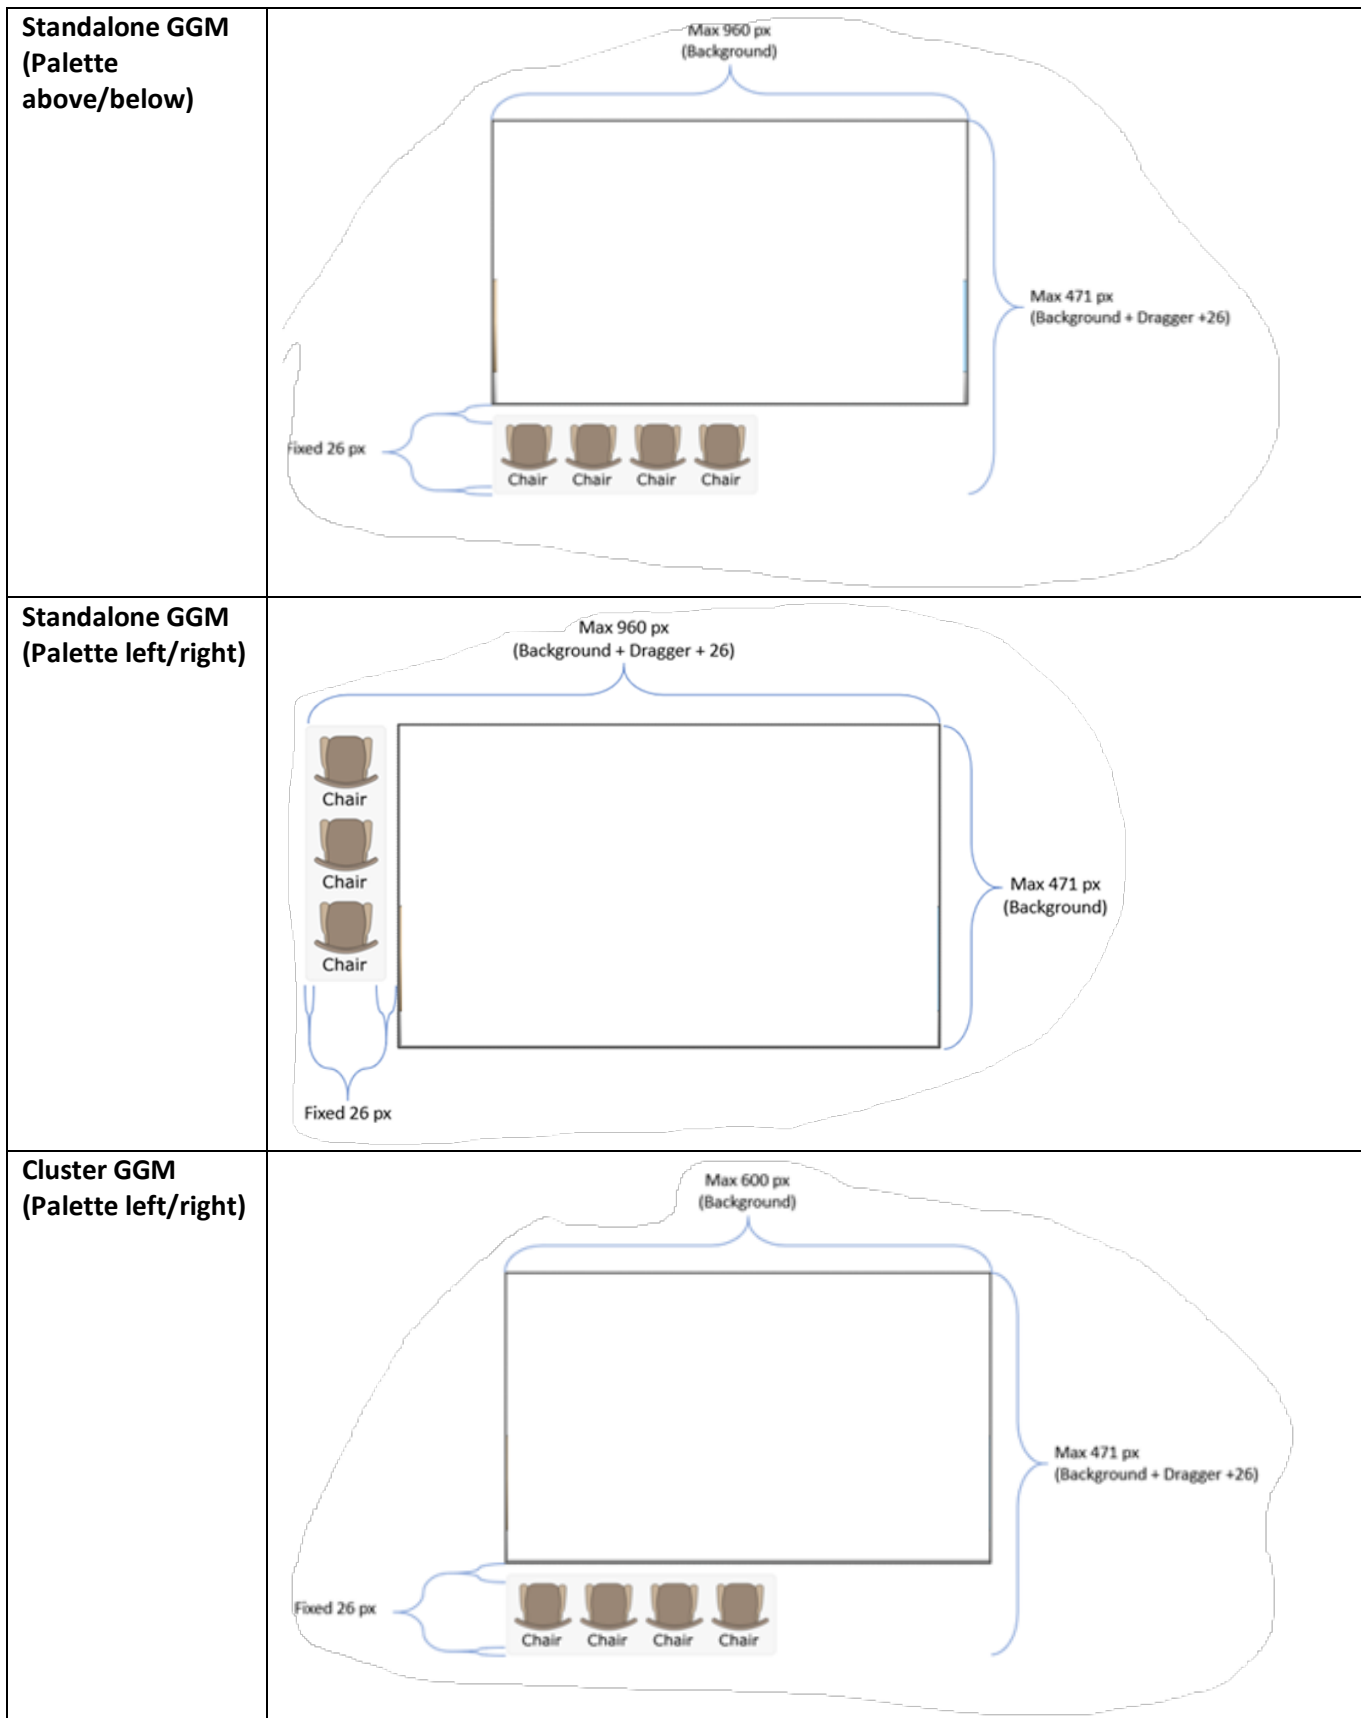 Standalone GGM
(Palette
above/below)
Max 960 px
(Background)
Max 471 px
(Background + Dragger +26)
Fixed 26 px
Chair Chair Chair Chair
Standalone GGM
(Palette left/right)
Max 960 px
(Background + Dragger + 26)
Chair
Chair
Chair
Max 471 px
(Background)
Fixed 26 px
Cluster GGM
(Palette left/right)
Max 600 px
(Background)
Max 471 px
(Background + Dragger +26)
Fixed 26 px
Chair Chair Chair Chair